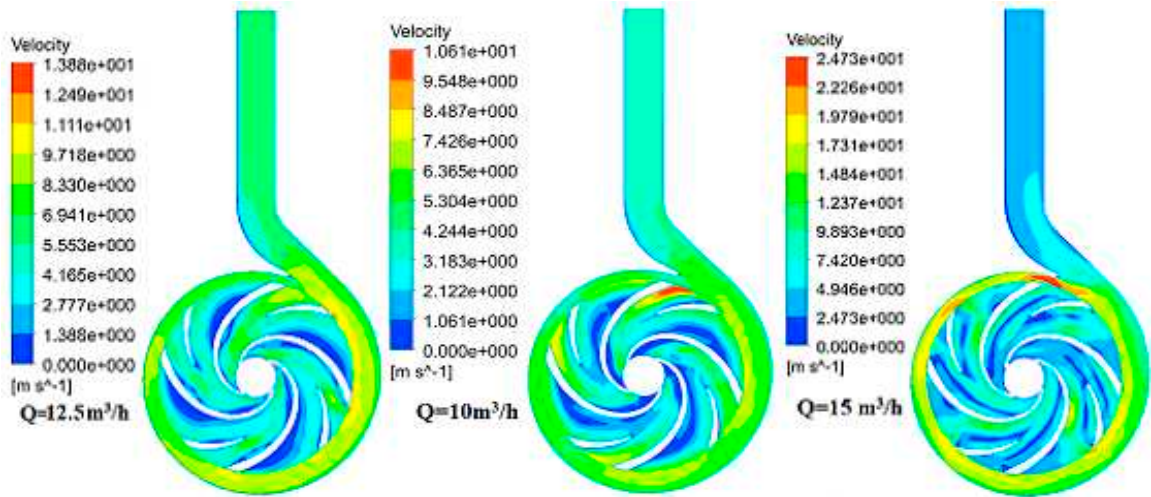 Velocity
1.388e+001
1.249e+001
1.111e+001
9.718e+000
8.330e+000
6.941e+000
5.553e+000
4.165e+000
2.777e+000
1.388e+000
0.000e+000
[m s^-1]
Q=12.5m³/h
Velocity
1.061e+001
9.548e+000
8.487e+000
7.426e+000
6.365e+000
5.304e+000
4.244e+000
3.183e+000
2.122e+000
1.061e+000
0.000e+000
[m s^-1]
Q=10m³/h
Velocity
2.473e+001
2.226e+001
1.979e+001
1.731e+001
1.484e+001
1.237e+001
9.893e+000
7.420e+000
4.946e+000
2.473e+000
0.000e+000
[m s^-1]
Q=15 m³/h